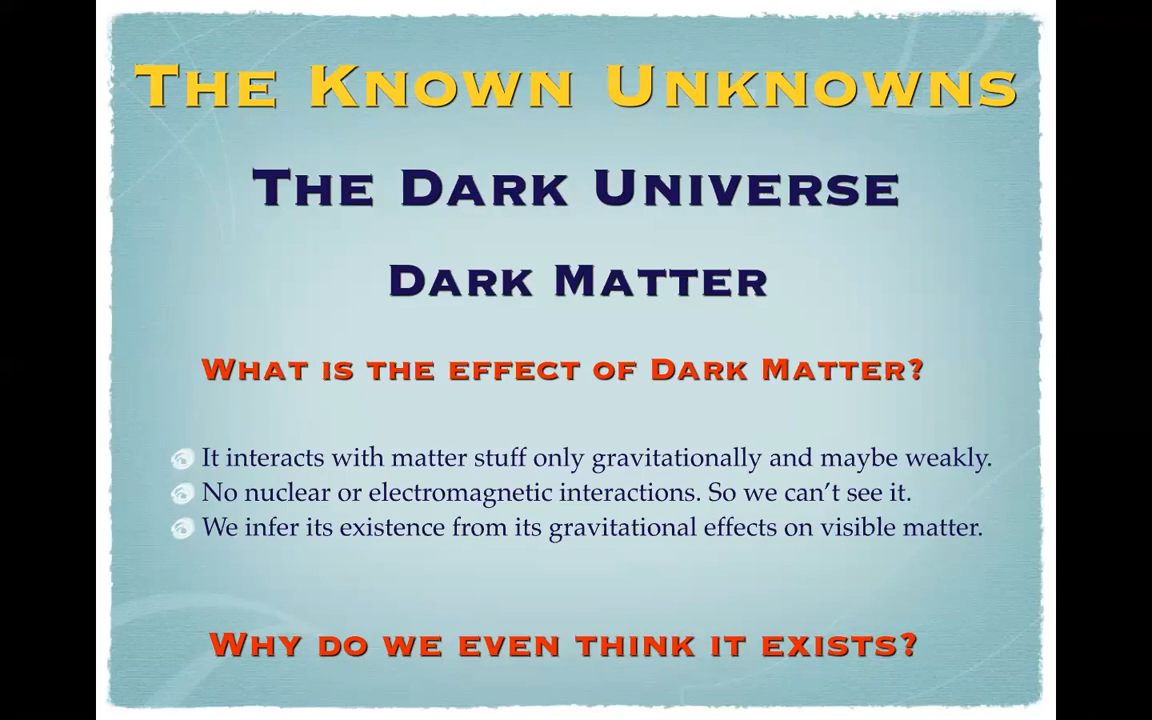 The Known Unknowns
The Dark Universe
Dark Matter
What is the effect of Dark Matter?
It interacts with matter stuff only gravitationally and maybe weakly.
No nuclear or electromagnetic interactions. So we can’t see it.
We infer its existence from its gravitational effects on visible matter.
Why do we even think it exists?